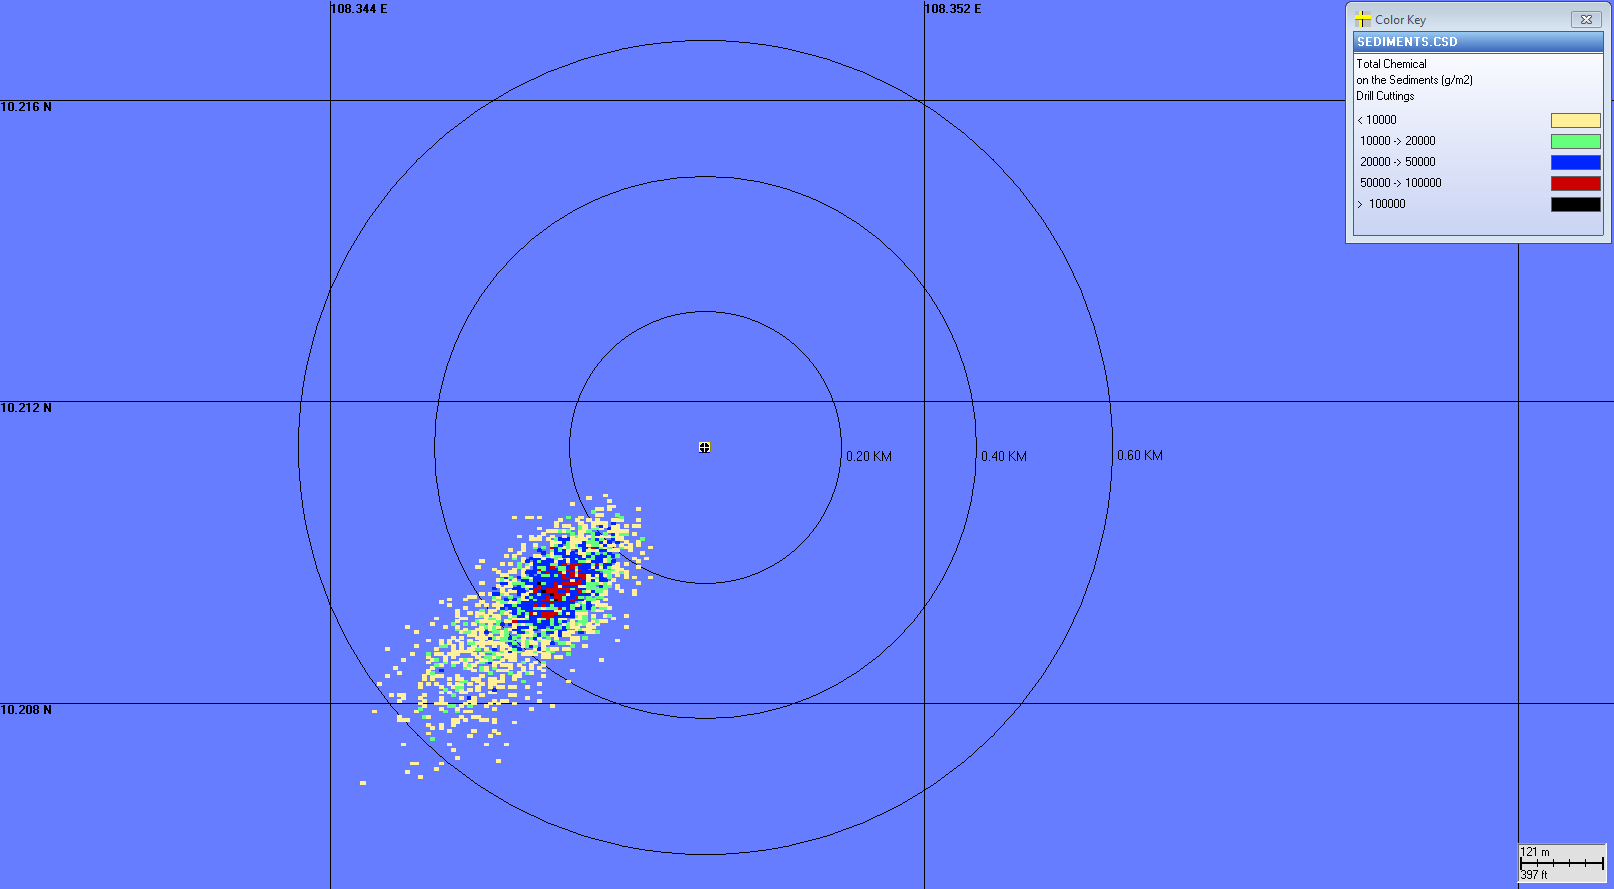 108.344 E
108.352 E
Color Key
SEDIMENTS.CSD
Total Chemical
on the Sediments (g/m2)
Drill Cuttings
< 10000
10000 -> 20000
20000 -> 50000
50000 -> 100000
> 100000
10.216 N
10.212 N
0.20 KM
0.40 KM
0.60 KM
10.208 N
121 m
397 ft